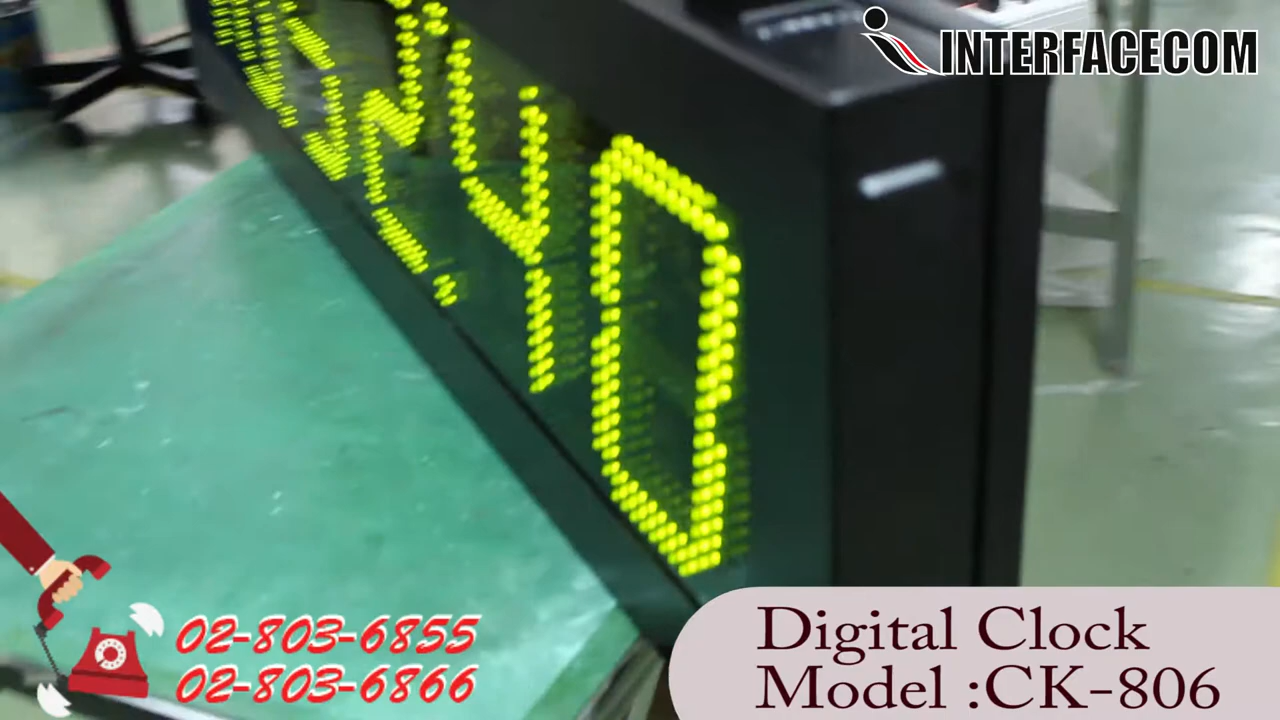 INTERFACECOM
02-803-6855
02-803-6866
Digital Clock
Model :CK-806